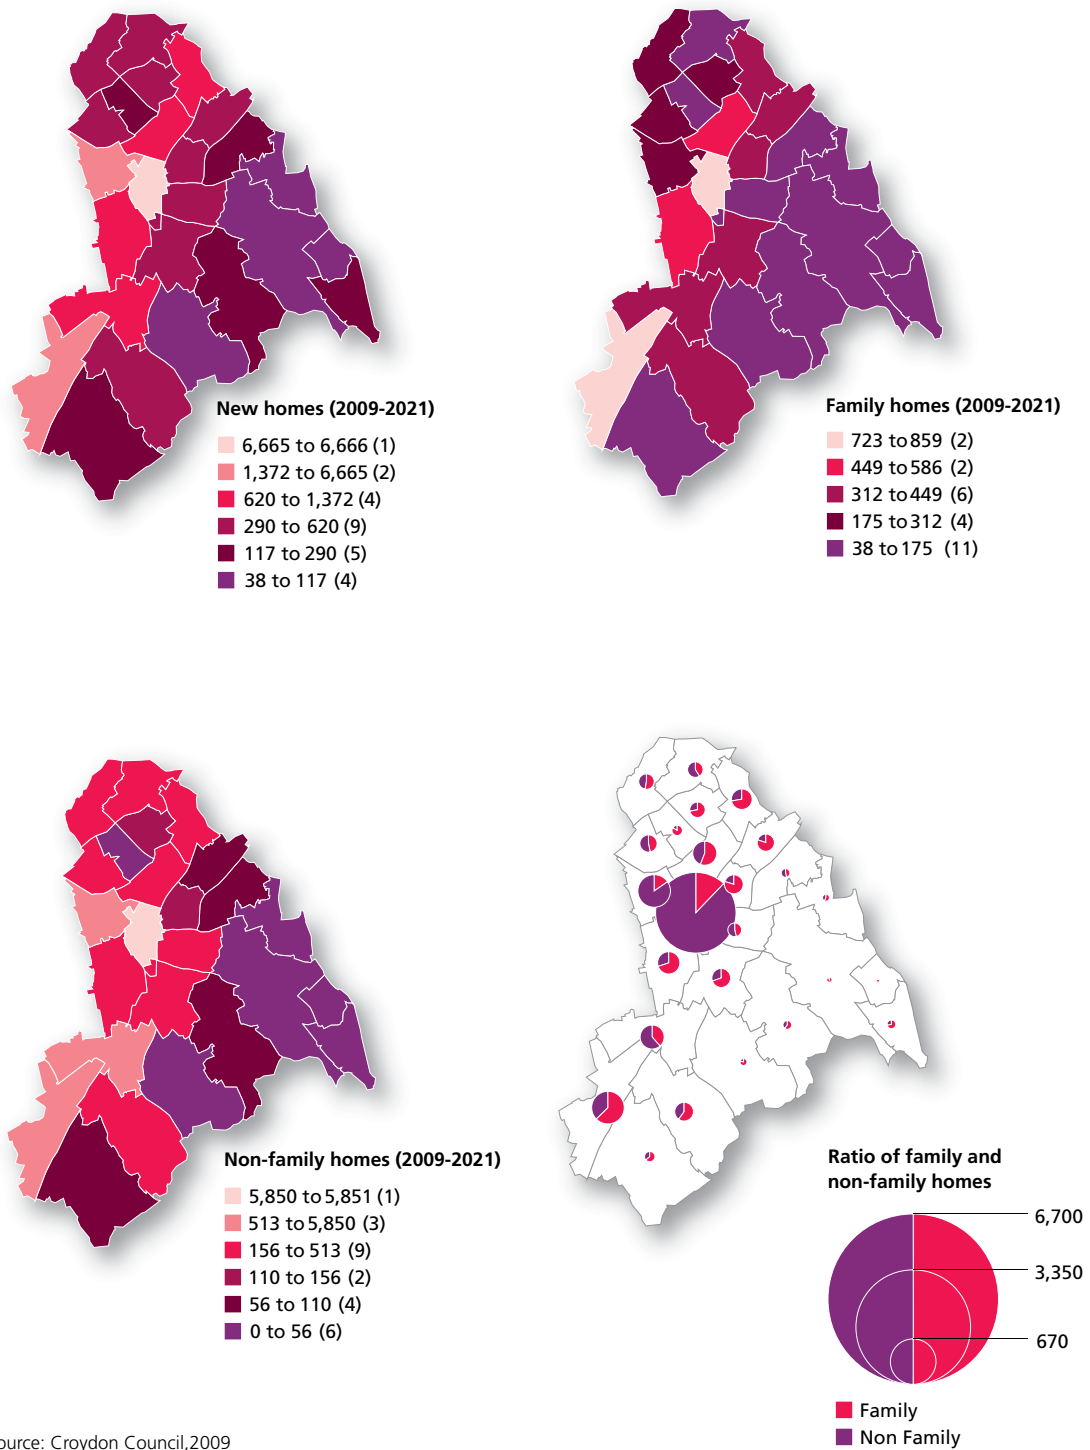 New homes (2009-2021)
6,665 to 6,666 (1)
1,372 to 6,665 (2)
620 to 1,372 (4)
290 to 620 (9)
117 to 290 (5)
38 to 117 (4)
Family homes (2009-2021)
723 to 859 (2)
449 to 586 (2)
312 to 449 (6)
175 to 312 (4)
38 to 175 (11)
Non-family homes (2009-2021)
5,850 to 5,851 (1)
513 to 5,850 (3)
156 to 513 (9)
110 to 156 (2)
56 to 110 (4)
0 to 56 (6)
Ratio of family and
non-family homes
6,700
3,350
670
Family
Non Family
ource: Croydon Council,2009